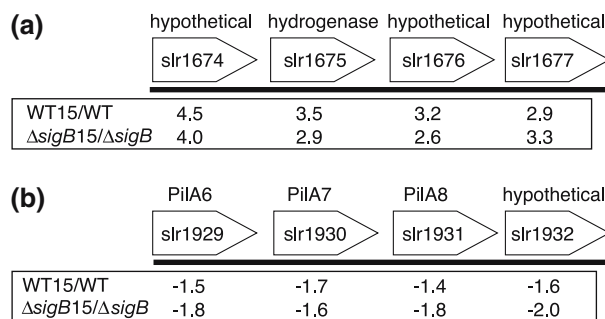 (a)
hypothetical hydrogenase hypothetical hypothetical
slr1674 slr1675 slr1676 slr1677
WT15/WT 4.5 3.5 3.2 2.9
ΔsigB15/ΔsigB 4.0 2.9 2.6 3.3
(b)
PilA6 PilA7 PilA8 hypothetical
slr1929 slr1930 slr1931 slr1932
WT15/WT -1.5 -1.7 -1.4 -1.6
ΔsigB15/ΔsigB -1.8 -1.6 -1.8 -2.0